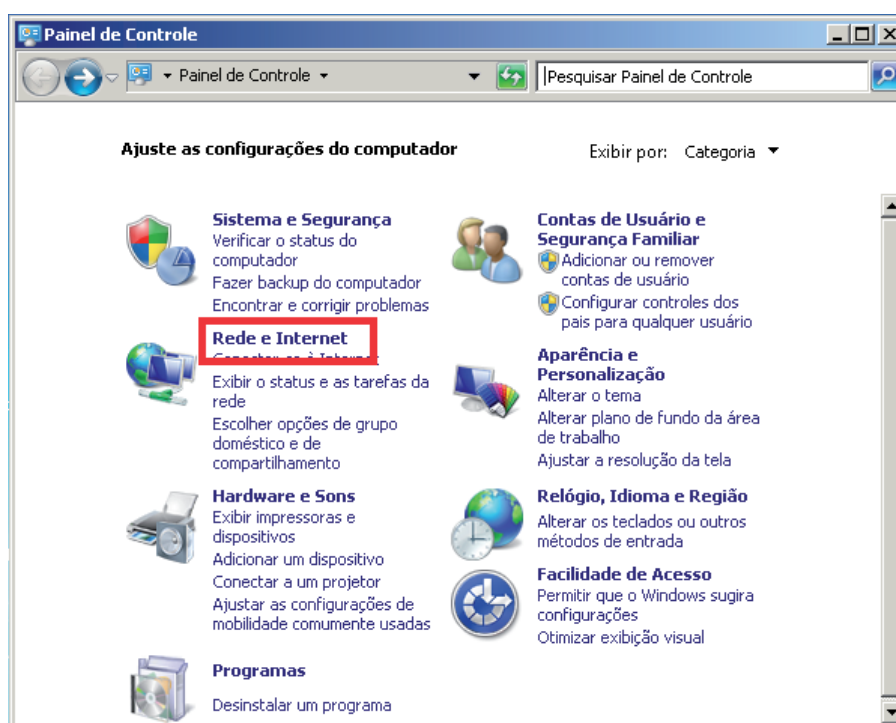 Painel de Controle
Painel de Controle
Pesquisar Painel de Controle
Ajuste as configurações do computador
Exibir por: Categoria
Sistema e Segurança
Verificar o status do
computador
Fazer backup do computador
Encontrar e corrigir problemas
Rede e Internet
Conectar-se à Internet
Exibir o status e as tarefas da
rede
Escolher opções de grupo
doméstico e de
compartilhamento
Hardware e Sons
Exibir impressoras e
dispositivos
Adicionar um dispositivo
Conectar a um projetor
Ajustar as configurações de
mobilidade comumente usadas
Programas
Desinstalar um programa
Contas de Usuário e
Segurança Familiar
Adicionar ou remover
contas de usuário
Configurar controles dos
pais para qualquer usuário
Aparência e
Personalização
Alterar o tema
Alterar plano de fundo da área
de trabalho
Ajustar a resolução da tela
Relógio, Idioma e Região
Alterar os teclados ou outros
métodos de entrada
Facilidade de Acesso
Permitir que o Windows sugira
configurações
Otimizar exibição visual